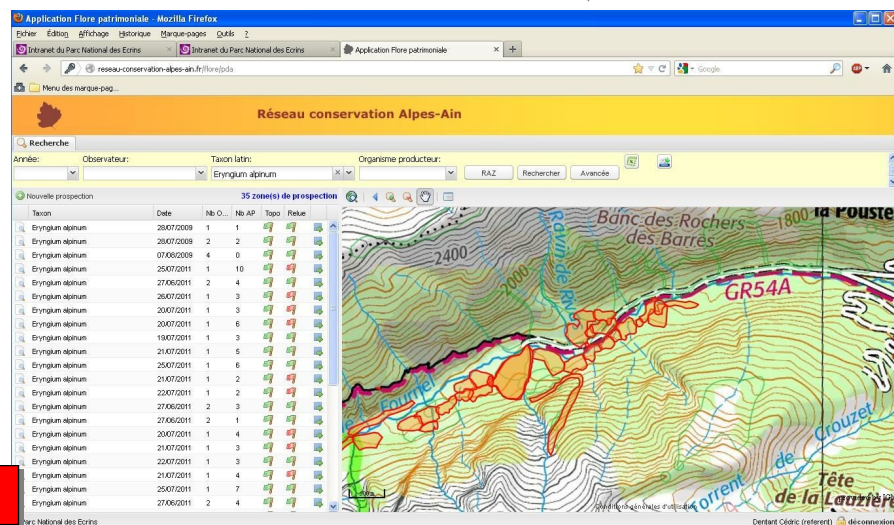 Application Flore patrimoniale - Mozilla Firefox
Fichier Édition Affichage Historique Marque-pages Outils ?
Intranet du Parc National des Ecrins × Intranet du Parc National des Ecrins × Application Flore patrimoniale × +
reseau-conservation-alpes-ain.fr/flore/pda Google
Menu des marque-pag...
Réseau conservation Alpes-Ain
Recherche
Année: Observateur: Taxon latin: Organisme producteur:
Eryngium alpinum RAZ Rechercher Avancée
Nouvelle prospection 35 zone(s) de prospection
Taxon Date Nb O... Nb AP Topo Relue
Eryngium alpinum 28/07/2009 1 1
Eryngium alpinum 28/07/2009 2 2
Eryngium alpinum 07/08/2009 4 0
Eryngium alpinum 25/07/2011 1 10
Eryngium alpinum 27/06/2011 2 4
Eryngium alpinum 26/07/2011 1 3
Eryngium alpinum 20/07/2011 1 3
Eryngium alpinum 20/07/2011 1 6
Eryngium alpinum 19/07/2011 1 3
Eryngium alpinum 21/07/2011 1 5
Eryngium alpinum 25/07/2011 1 6
Eryngium alpinum 21/07/2011 1 2
Eryngium alpinum 22/07/2011 1 2
Eryngium alpinum 27/06/2011 2 3
Eryngium alpinum 27/06/2011 2 1
Eryngium alpinum 20/07/2011 1 4
Eryngium alpinum 21/07/2011 1 3
Eryngium alpinum 22/07/2011 1 3
Eryngium alpinum 21/07/2011 1 4
Eryngium alpinum 25/07/2011 1 7
Eryngium alpinum 27/06/2011 2 4
Banc des Rochers
des Barres
1800
la Pouste
2400
2000
Ravin de
GR54A
Fournel
Crouzet
de
Torrent
Tête
de la Lauzière
Conditions générales d'utilisation
Parc National des Ecrins
Dentant Cédric (referent) déconnexion